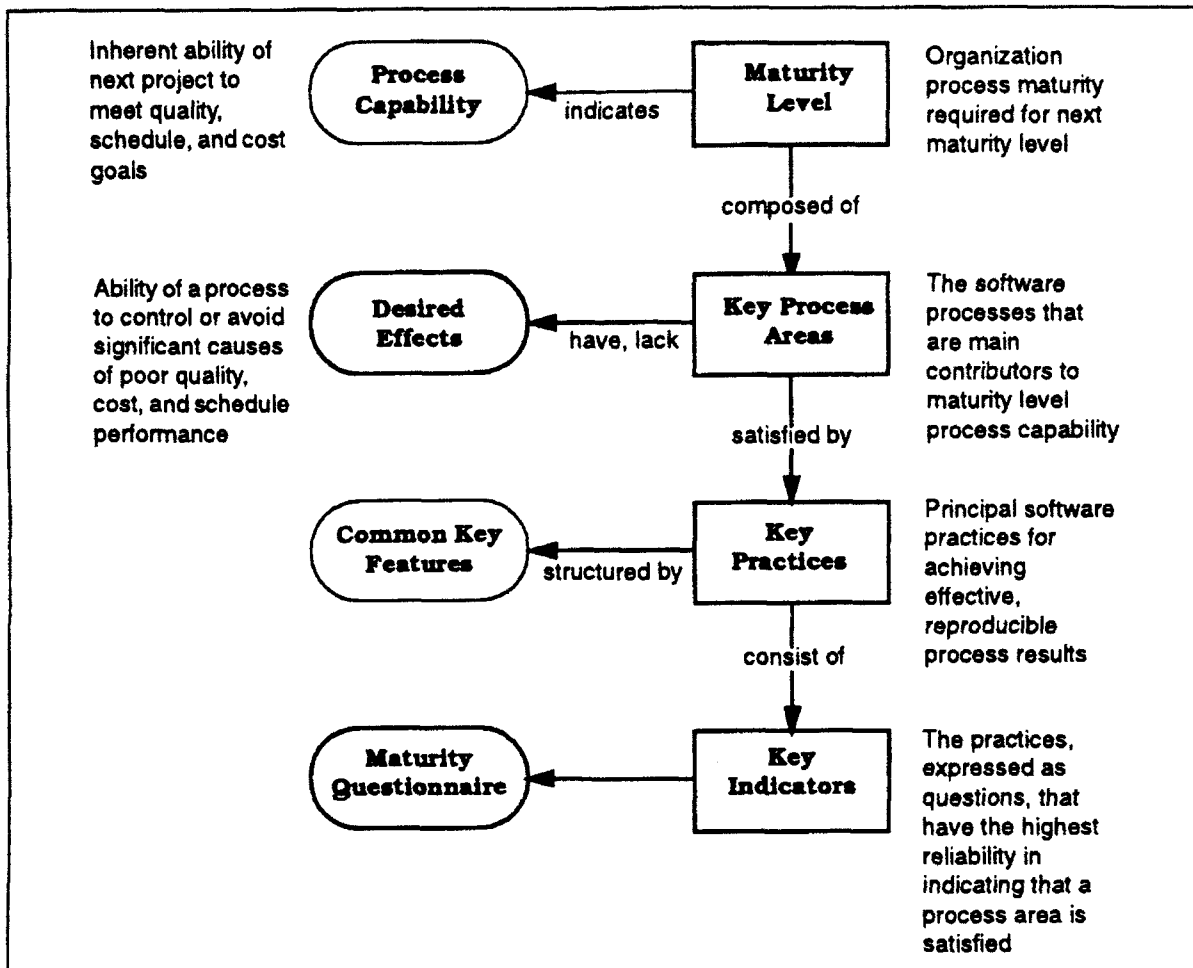 Inherent ability of
next project to
meet quality,
schedule, and cost
goals
Process
Capability
indicates
Maturity
Level
Organization
process maturity
required for next
maturity level
composed of
Ability of a process
to control or avoid
significant causes
of poor quality,
cost, and schedule
performance
Desired
Effects
have, lack
Key Process
Areas
The software
processes that
are main
contributors to
maturity level
process capability
satisfied by
Common Key
Features
structured by
Key
Practices
Principal software
practices for
achieving
effective,
reproducible
process results
consist of
Maturity
Questionnaire
Key
Indicators
The practices,
expressed as
questions, that
have the highest
reliability in
indicating that a
process area is
satisfied